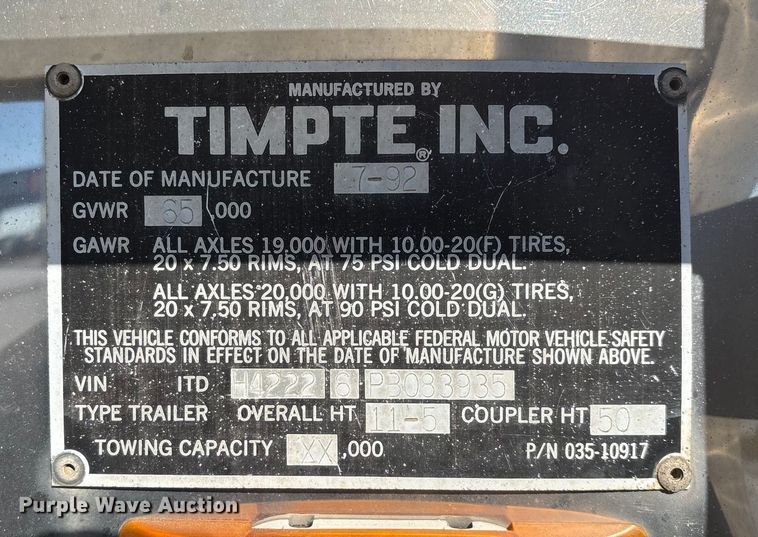 MANUFACTURED BY
TIMPTE INC.®
DATE OF MANUFACTURE 7-92
GVWR 65 ,000
GAWR ALL AXLES 19,000 WITH 10.00-20(F) TIRES,
20 x 7.50 RIMS, AT 75 PSI COLD DUAL.
ALL AXLES 20,000 WITH 10.00-20(G) TIRES,
20 x 7.50 RIMS, AT 90 PSI COLD DUAL.
THIS VEHICLE CONFORMS TO ALL APPLICABLE FEDERAL MOTOR VEHICLE SAFETY
STANDARDS IN EFFECT ON THE DATE OF MANUFACTURE SHOWN ABOVE.
VIN ITD 44222 6 PB083935
TYPE TRAILER OVERALL HT 11-5 COUPLER HT 50
TOWING CAPACITY XX ,000 P/N 035-10917
Purple Wave Auction